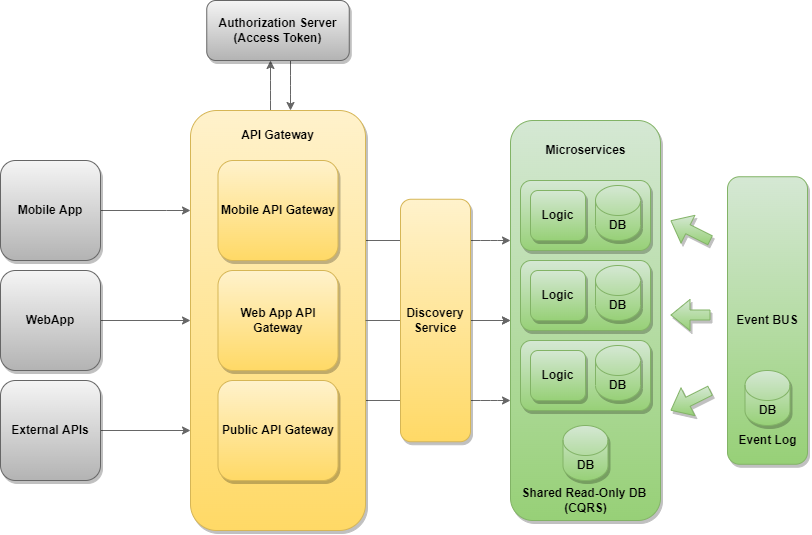 Authorization Server
(Access Token)
API Gateway
Mobile App
Mobile API Gateway
WebApp
Web App API
Gateway
External APIs
Public API Gateway
Discovery
Service
Microservices
Logic
DB
Logic
DB
Logic
DB
DB
Shared Read-Only DB
(CQRS)
Event BUS
DB
Event Log